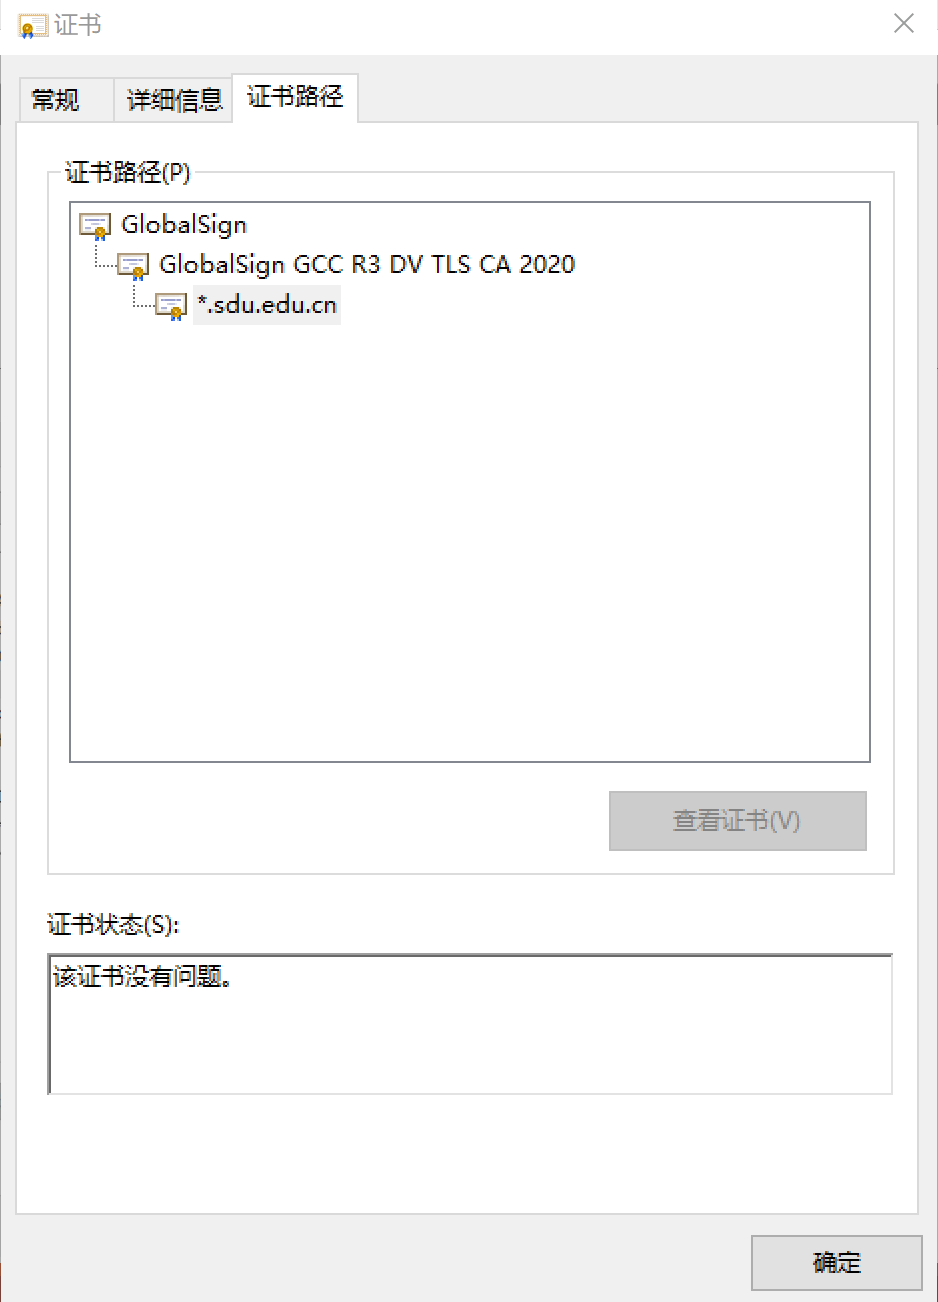 证书
常规 详细信息 证书路径
证书路径(P)
GlobalSign
GlobalSign GCC R3 DV TLS CA 2020
*.sdu.edu.cn
查看证书(V)
证书状态(S):
该证书没有问题。
确定